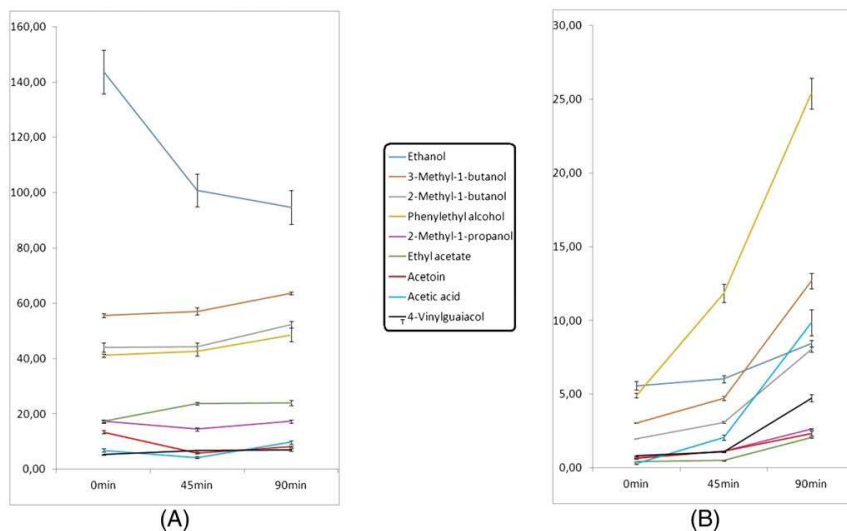 160,00
140,00
120,00
100,00
80,00
60,00
40,00
20,00
0,00
0min 45min 90min
(A)
Ethanol
3-Methyl-1-butanol
2-Methyl-1-butanol
Phenylethyl alcohol
2-Methyl-1-propanol
Ethyl acetate
Acetoin
Acetic acid
4-Vinylguaiacol
30,00
25,00
20,00
15,00
10,00
5,00
0,00
0min 45min 90min
(B)